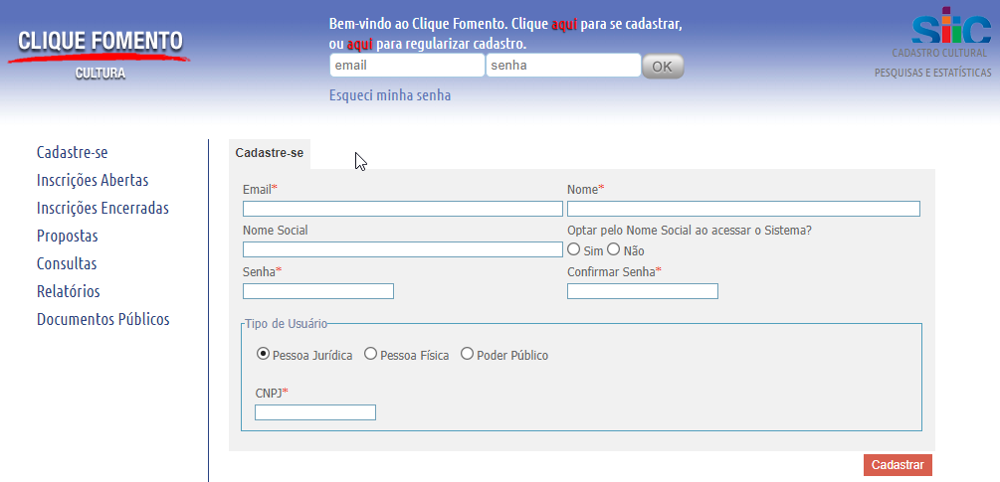 CLIQUE FOMENTO
CULTURA
Bem-vindo ao Clique Fomento. Clique aqui para se cadastrar,
ou aqui para regularizar cadastro.
email senha OK
Esqueci minha senha
SIIC
CADASTRO CULTURAL
PESQUISAS E ESTATÍSTICAS
Cadastre-se
Inscrições Abertas
Inscrições Encerradas
Propostas
Consultas
Relatórios
Documentos Públicos
Cadastre-se
Email* Nome*
Nome Social Optar pelo Nome Social ao acessar o Sistema?
Sim Não
Senha* Confirmar Senha*
Tipo de Usuário
Pessoa Jurídica Pessoa Física Poder Público
CNPJ*
Cadastrar